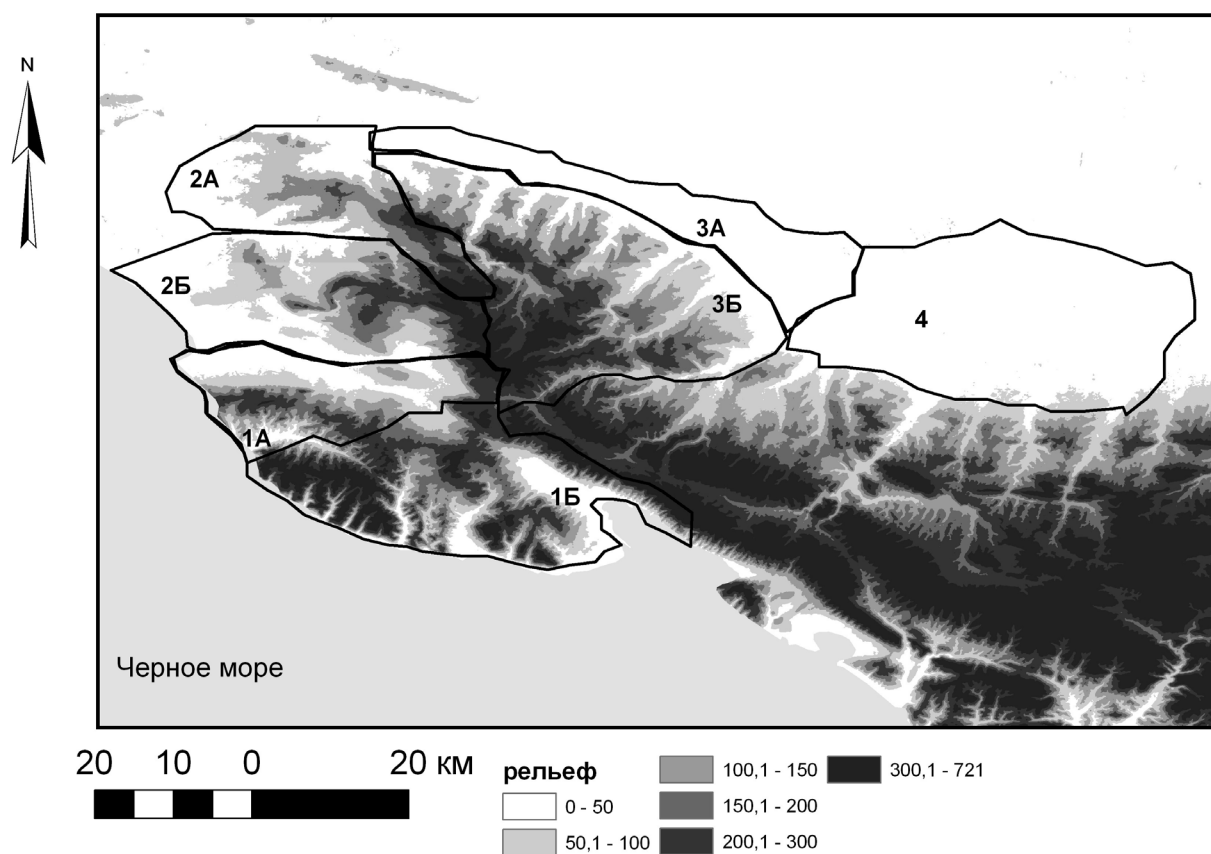 N
2А
3А
2Б
3Б
4
1А
1Б
Черное море
20 10 0 20 км
рельеф
0 - 50
50,1 - 100
100,1 - 150
150,1 - 200
200,1 - 300
300,1 - 721